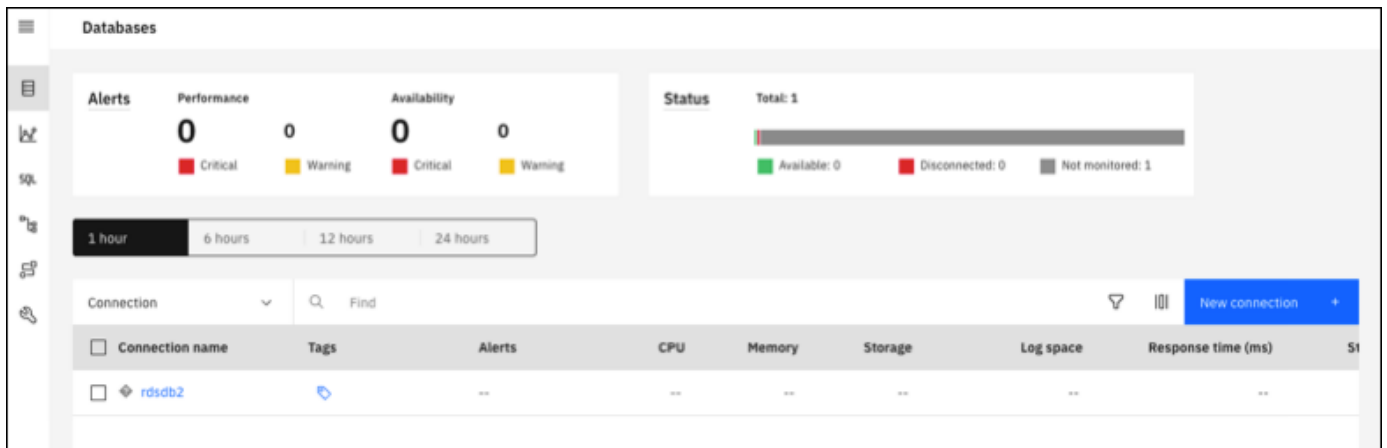 Databases
Alerts
Performance
Availability
0
0
0
0
Critical
Warning
Critical
Warning
Status
Total: 1
Available: 0
Disconnected: 0
Not monitored: 1
SQL
1 hour
6 hours
12 hours
24 hours
Connection
Find
New connection +
Connection name
Tags
Alerts
CPU
Memory
Storage
Log space
Response time (ms)
St
rdsdb2
--
--
--
--
--
--